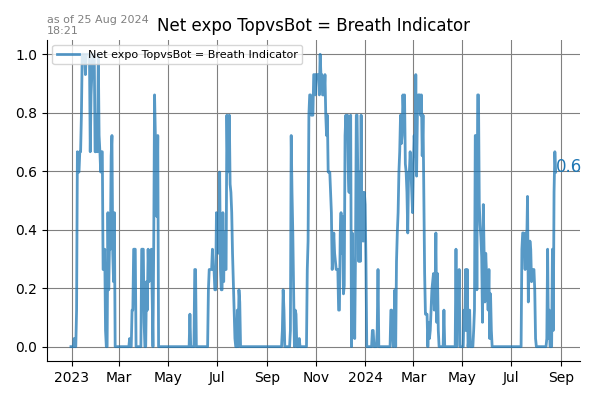 as of 25 Aug 2024
18:21
Net expo TopvsBot = Breath Indicator
Net expo TopvsBot = Breath Indicator
1.0
0.8
0.6
0.6
0.4
0.2
0.0
2023 Mar May Jul Sep Nov 2024 Mar May Jul Sep